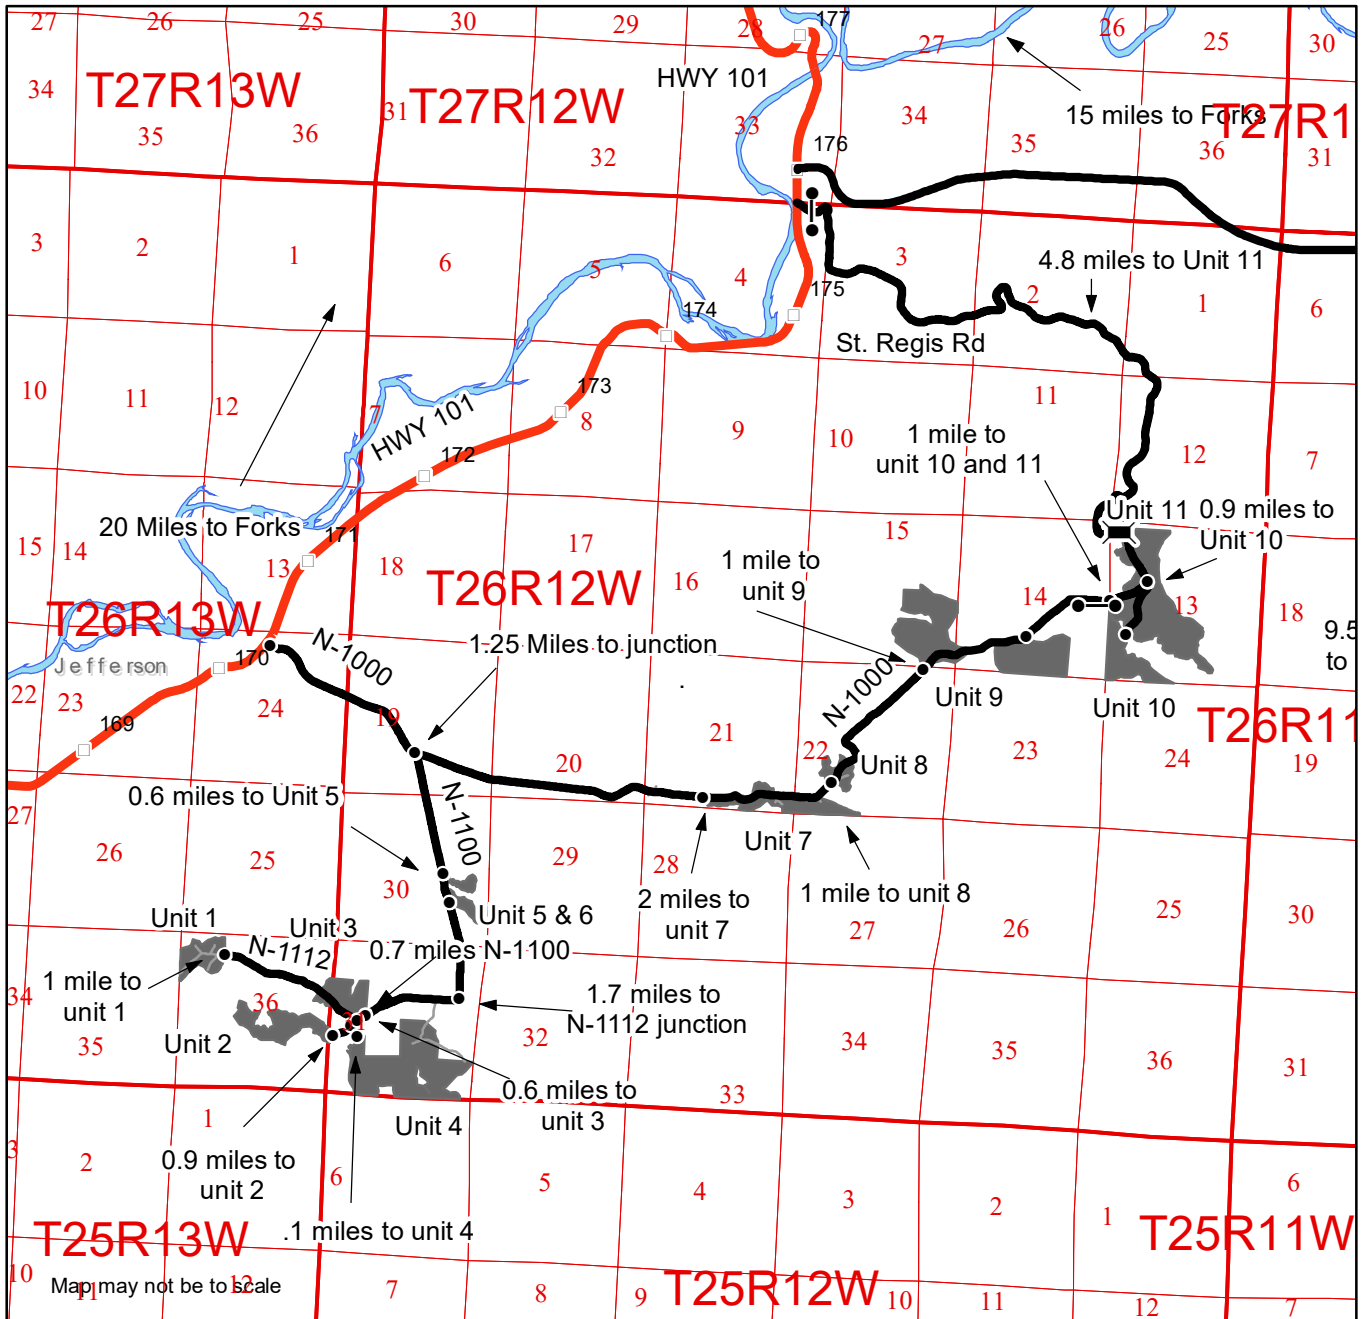 27
26
25
30
29
28
177
27
26
25
30
HWY 101
34
T27R13W
T27R12W
31
33
34
15 miles to Forks
T27R1
35
36
32
176
35
36
31
3
2
1
6
5
4
3
4.8 miles to Unit 11
2
1
6
175
174
St. Regis Rd
10
11
12
7
173
8
9
10
11
HWY 101
1 mile to
unit 10 and 11
12
7
172
20 Miles to Forks
171
15
Unit 11
0.9 miles to
Unit 10
15
14
13
18
17
16
1 mile to
unit 9
14
13
18
T26R12W
T26R13W
Jefferson
170
N-1000
1.25 Miles to junction
9.5
to
22
23
24
19
N-1000
Unit 9
Unit 10
T26R11
169
21
22
23
24
19
20
Unit 8
0.6 miles to Unit 5
27
N-1100
Unit 7
26
25
30
29
28
2 miles to
unit 7
1 mile to unit 8
25
30
Unit 1
Unit 3
Unit 5 & 6
27
26
N-1112
0.7 miles N-1100
1 mile to
unit 1
34
36
31
1.7 miles to
N-1112 junction
Unit 2
35
32
34
35
36
31
33
0.6 miles to
unit 3
Unit 4
1
3
2
0.9 miles to
unit 2
6
5
4
3
2
1
6
.1 miles to unit 4
T25R13W
T25R11W
10
11
12
Map may not be to scale
7
8
9
T25R12W
10
11
12
7